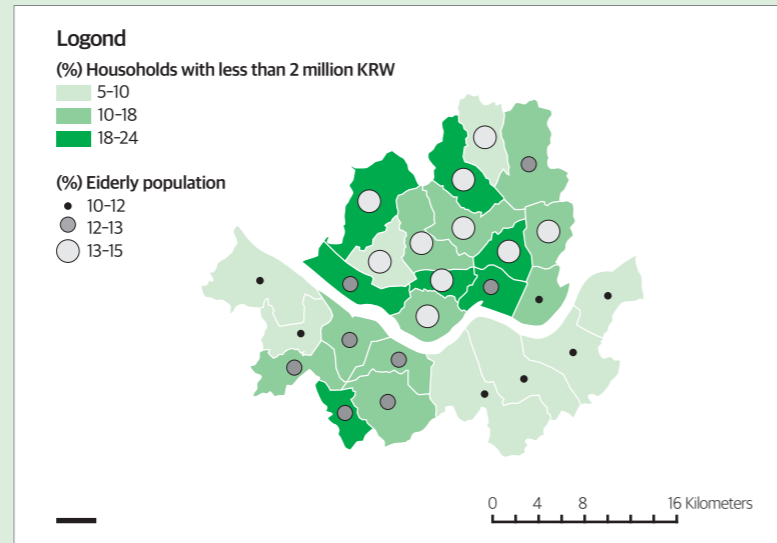 Logond
(%) Housoholds with less than 2 million KRW
5-10
10-18
18-24
(%) Eiderly population
10-12
12-13
13-15
0 4 8 16 Kilometers